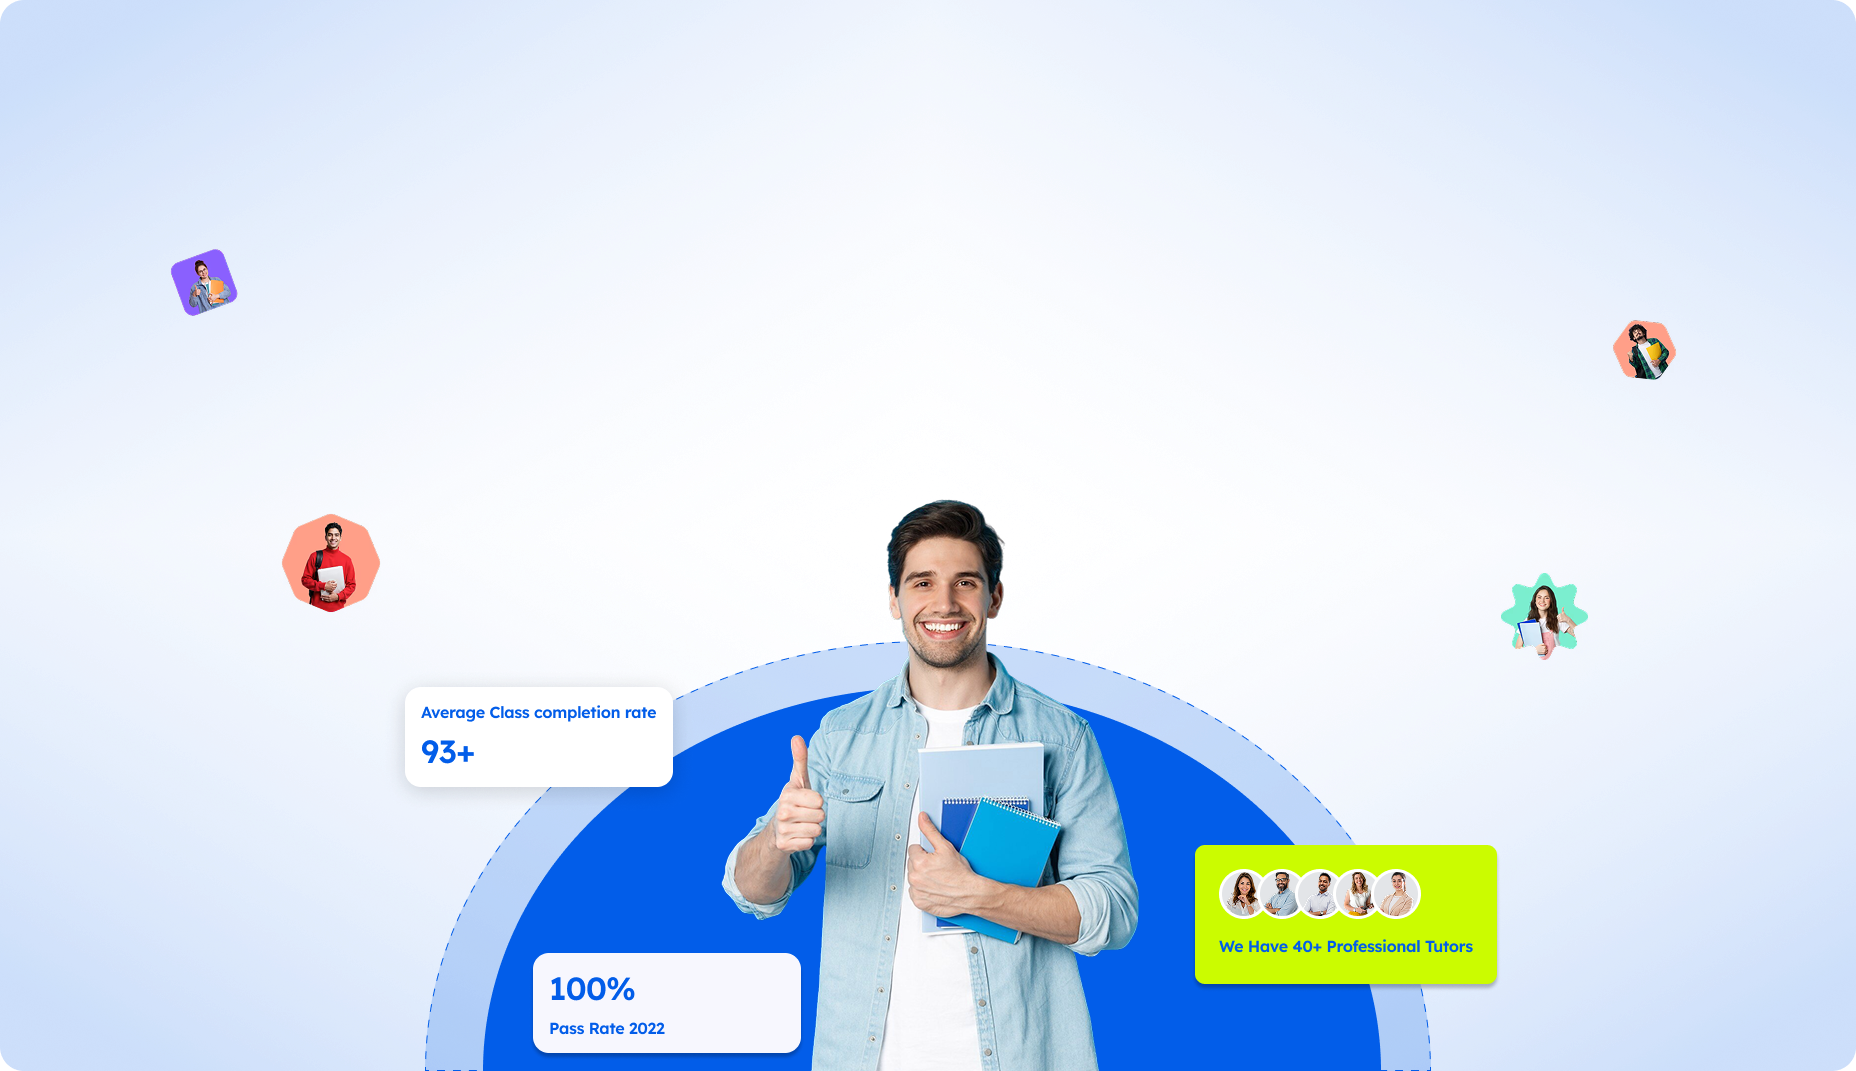 Average Class completion rate
93+
We Have 40+ Professional Tutors
100%
Pass Rate 2022